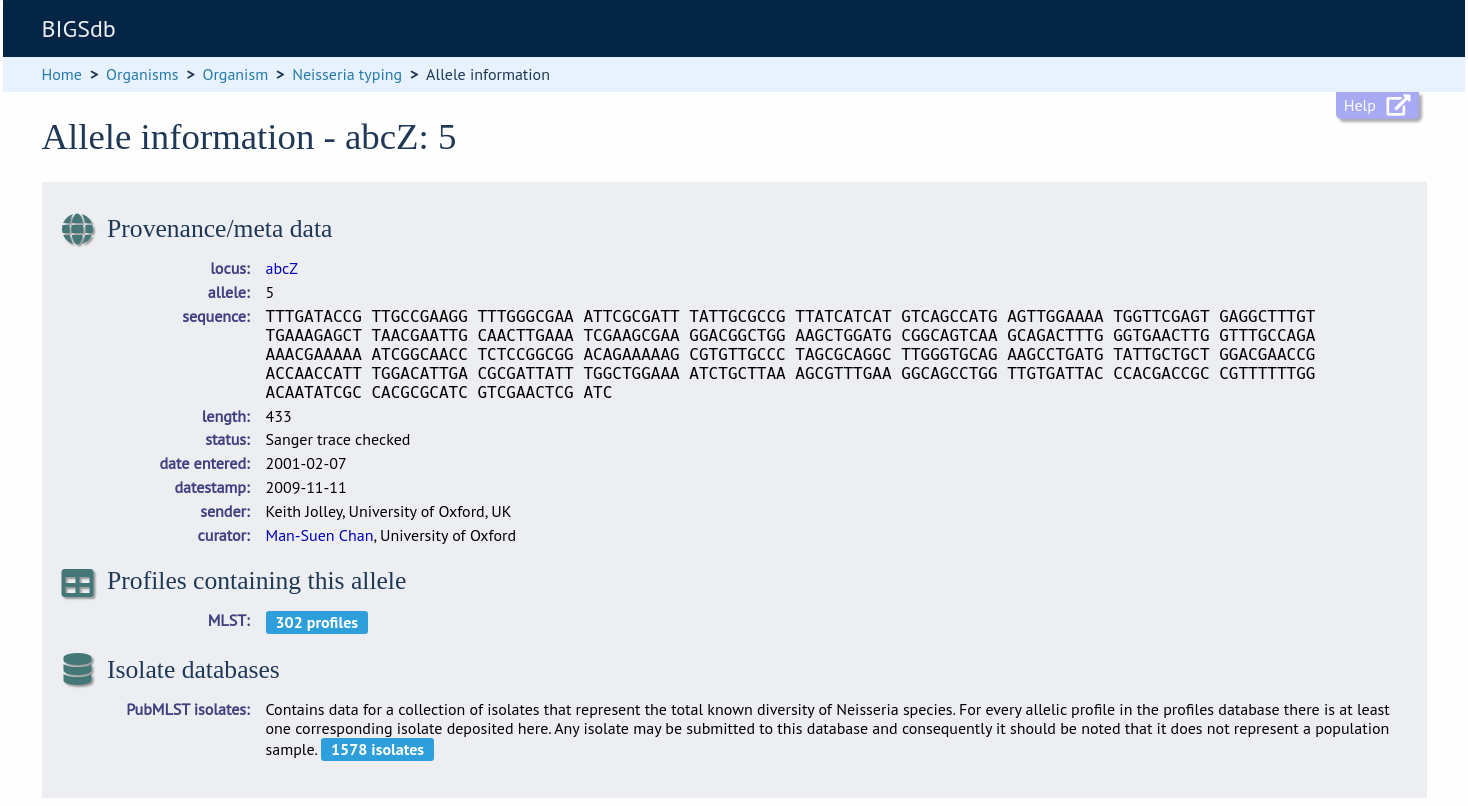 BIGSdb
Home > Organisms > Organism > Neisseria typing > Allele information
Help
Allele information - abcZ: 5
Provenance/meta data
locus: abcZ
allele: 5
sequence: TTTGATACCG TTGCCGAAGG TTTGGGCGAA ATTCGCGATT TATTGCGCCG TTATCATCAT GTCAGCCATG AGTTGGAAAA TGGTTCGAGT GAGGCTTTGT
TGAAAGAGCT TAACGAATTG CAACTTGAAA TCGAAGCGAA GGACGGCTGG AAGCTGGATG CGGCAGTCAA GCAGACTTTG GGTGAACTTG GTTTGCCAGA
AAACGAAAAA ATCGGCAACC TCTCCGGCGG ACAGAAAAAG CGTGTTGCCC TAGCGCAGGC TTGGGTGCAG AAGCCTGATG TATTGCTGCT GGACGAACCG
ACCAACCATT TGGACATTGA CGCGATTATT TGGCTGGAAA ATCTGCTTAA AGCGTTTGAA GGCAGCCTGG TTGTGATTAC CCACGACCGC CGTTTTTTGG
ACAATATCGC CACGCGCATC GTCGAACTCG ATC
length: 433
status: Sanger trace checked
date entered: 2001-02-07
datestamp: 2009-11-11
sender: Keith Jolley, University of Oxford, UK
curator: Man-Suen Chan, University of Oxford
Profiles containing this allele
MLST: 302 profiles
Isolate databases
PubMLST isolates: Contains data for a collection of isolates that represent the total known diversity of Neisseria species. For every allelic profile in the profiles database there is at least
one corresponding isolate deposited here. Any isolate may be submitted to this database and consequently it should be noted that it does not represent a population
sample. 1578 isolates